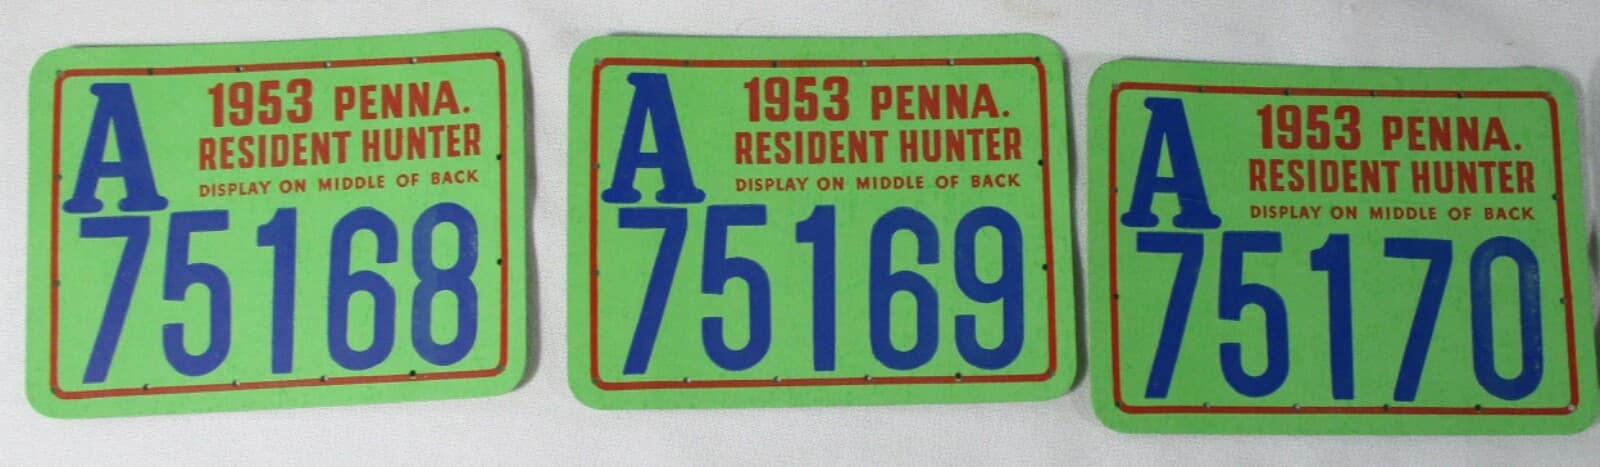 A
1953 PENNA.
RESIDENT HUNTER
DISPLAY ON MIDDLE OF BACK
75168
A
1953 PENNA.
RESIDENT HUNTER
DISPLAY ON MIDDLE OF BACK
75169
A
1953 PENNA.
RESIDENT HUNTER
DISPLAY ON MIDDLE OF BACK
75170